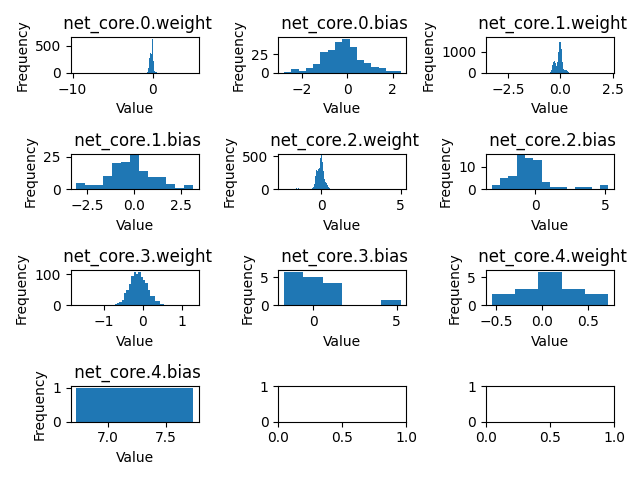 net_core.0.weight
Frequency
500
0
−10
0
Value
net_core.0.bias
Frequency
25
0
−2
0
2
Value
net_core.1.weight
Frequency
1000
0
−2.5
0.0
2.5
Value
net_core.1.bias
Frequency
25
0
−2.5
0.0
2.5
Value
net_core.2.weight
Frequency
500
0
0
5
Value
net_core.2.bias
Frequency
10
0
0
5
Value
net_core.3.weight
Frequency
100
0
−1
0
1
Value
net_core.3.bias
Frequency
5
0
0
5
Value
net_core.4.weight
Frequency
5
0
−0.5
0.0
0.5
Value
net_core.4.bias
Frequency
1
0
7.0
7.5
Value
1
0
0.0
0.5
1.0
1
0
0.0
0.5
1.0